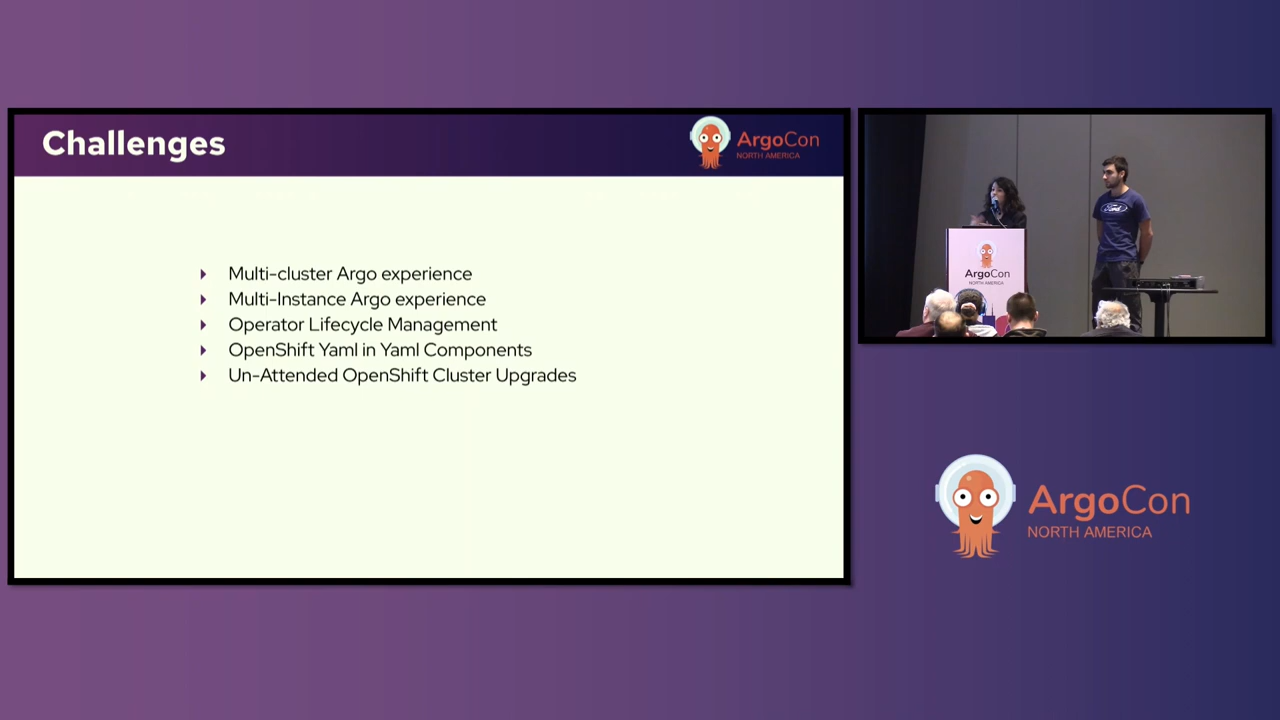 Challenges
ArgoCon
NORTH AMERICA
Multi-cluster Argo experience
Multi-Instance Argo experience
Operator Lifecycle Management
OpenShift Yaml in Yaml Components
Un-Attended OpenShift Cluster Upgrades
Ford
ArgoCon
NORTH AMERICA
ArgoCon
NORTH AMERICA